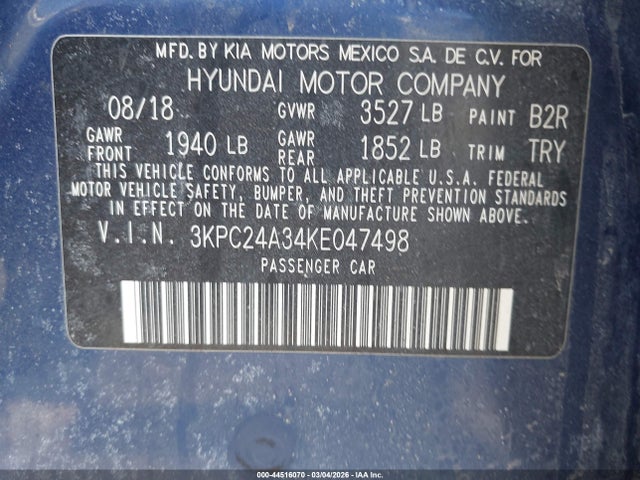 MFD. BY KIA MOTORS MEXICO S.A. DE C.V. FOR
HYUNDAI MOTOR COMPANY
08/18 GVWR 3527 LB PAINT B2R
GAWR FRONT 1940 LB GAWR REAR 1852 LB TRIM TRY
THIS VEHICLE CONFORMS TO ALL APPLICABLE U.S.A. FEDERAL
MOTOR VEHICLE SAFETY, BUMPER, AND THEFT PREVENTION STANDARDS
IN EFFECT ON THE DATE OF MANUFACTURE SHOWN ABOVE.
V.I.N. 3KPC24A34KE047498
PASSENGER CAR
000-44516070 - 03/04/2026 - IAA Inc.